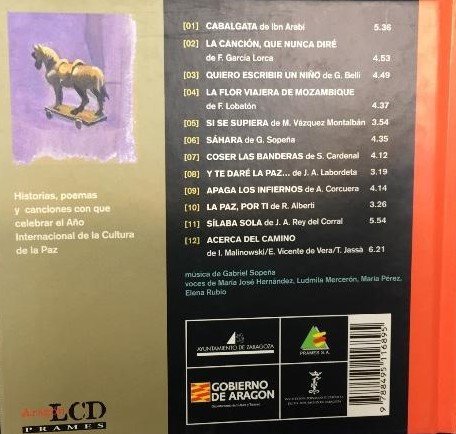 [01] CABALGATA de Ibn Arabí 5.36
[02] LA CANCIÓN, QUE NUNCA DIRÉ
de F. García Lorca 4.53
[03] QUIERO ESCRIBIR UN NIÑO de G. Belli 4.49
[04] LA FLOR VIAJERA DE MOZAMBIQUE
de F. Lobatón 4.37
[05] SI SE SUPIERA de M. Vázquez Montalbán 3.54
[06] SÁHARA de G. Sopeña 4.35
[07] COSER LAS BANDERAS de S. Cardenal 4.12
[08] Y TE DARÉ LA PAZ... de J. A. Labordeta 3.19
[09] APAGA LOS INFIERNOS de A. Corcuera 4.14
[10] LA PAZ, POR TI de R. Alberti 3.26
[11] SÍLABA SOLA de J. A. Rey del Corral 5.54
[12] ACERCA DEL CAMINO
de I. Malinowski/E. Vicente de Vera/T. Jassà 6.21
Historias, poemas
y canciones con que
celebrar el Año
Internacional de la Cultura
de la Paz
música de Gabriel Sopeña
voces de María José Hernández, Ludmila Mercerón, María Pérez,
Elena Rubio
AYUNTAMIENTO DE ZARAGOZA
PRAMES S.A.
GOBIERNO
DE ARAGON
9 788495 116895
Aragón
LCD
PRAMES